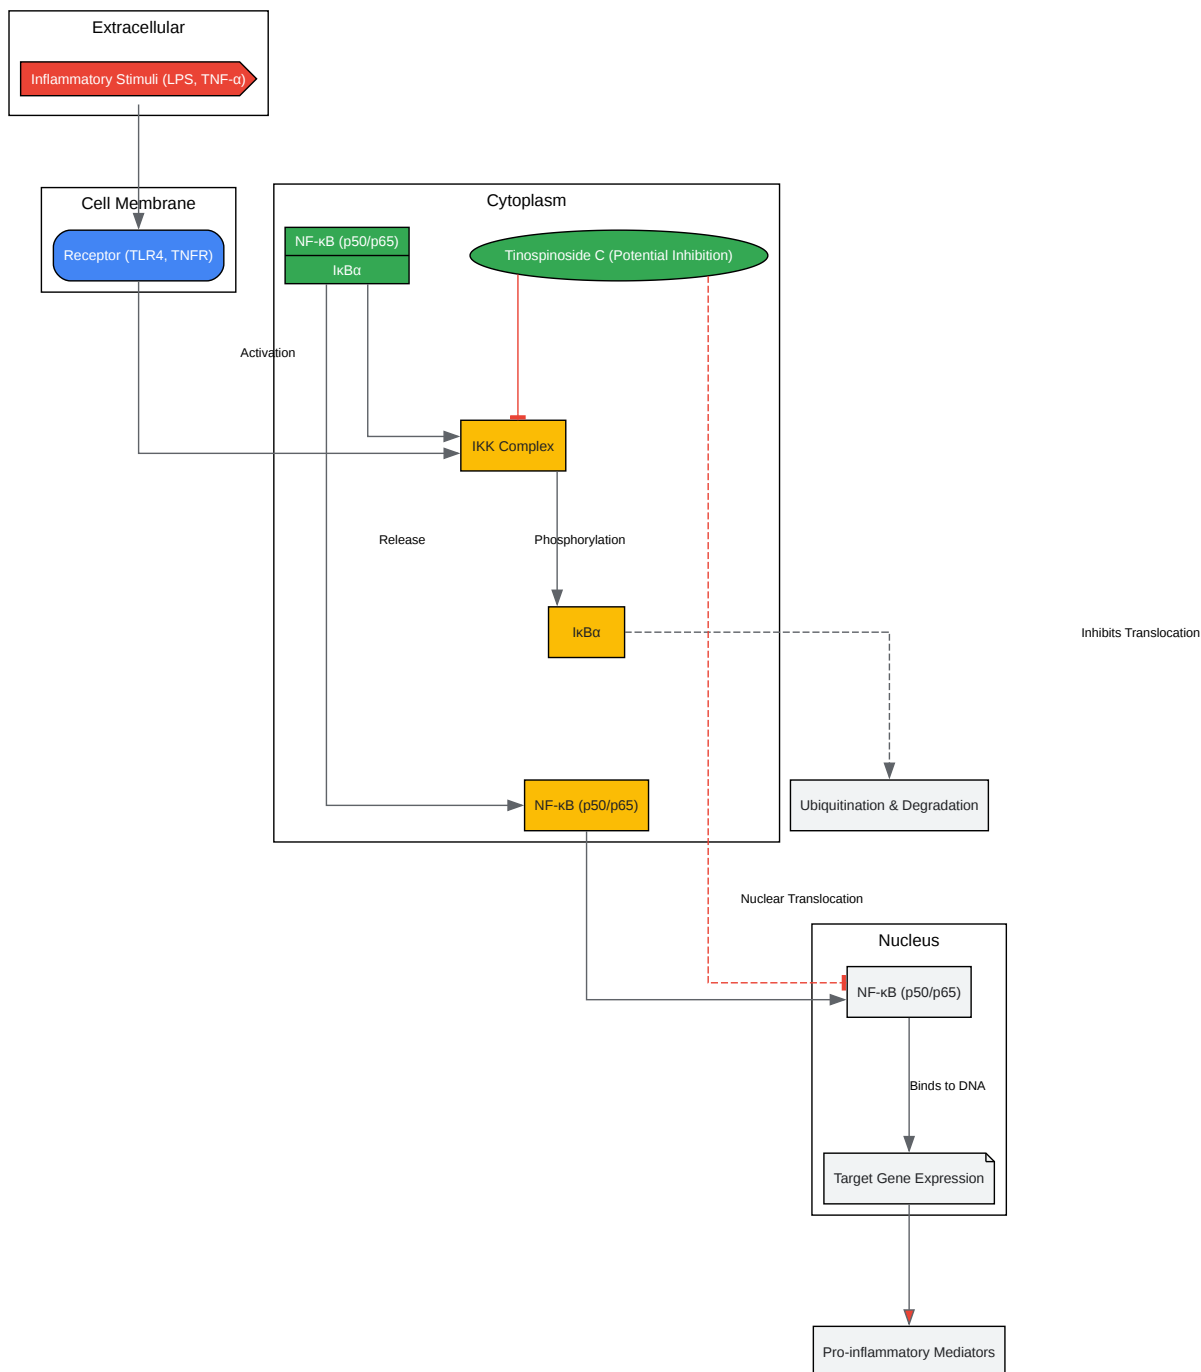 Extracellular
Inflammatory Stimuli (LPS, TNF-α)
Cell Membrane
Receptor (TLR4, TNFR)
Cytoplasm
NF-κB (p50/p65)
IκBα
Tinospinoside C (Potential Inhibition)
Activation
IKK Complex
Release
Phosphorylation
IκBα
Inhibits Translocation
NF-κB (p50/p65)
Ubiquitination & Degradation
Nuclear Translocation
Nucleus
NF-κB (p50/p65)
Binds to DNA
Target Gene Expression
Pro-inflammatory Mediators